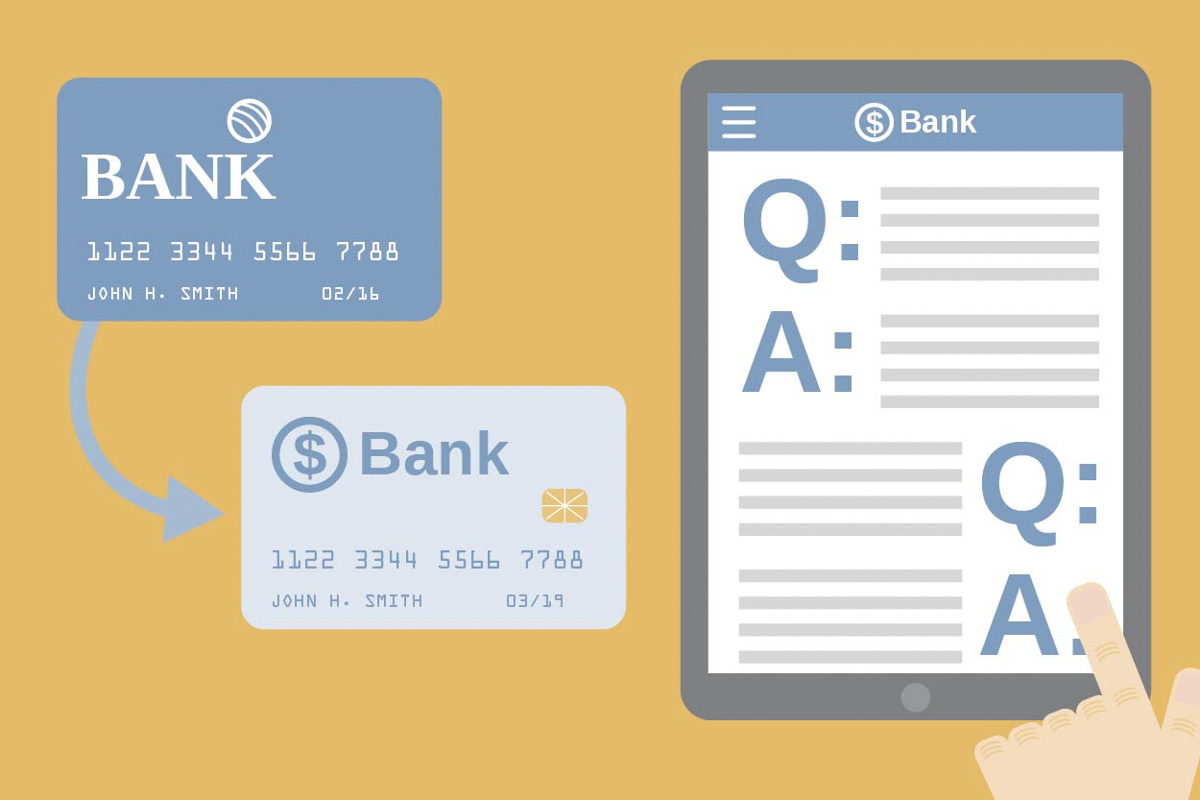 BANK
1122 3344 5566 7788
JOHN H. SMITH 02/16
$ Bank
1122 3344 5566 7788
JOHN H. SMITH 03/19
$ Bank
Q:
A:
Q:
A: